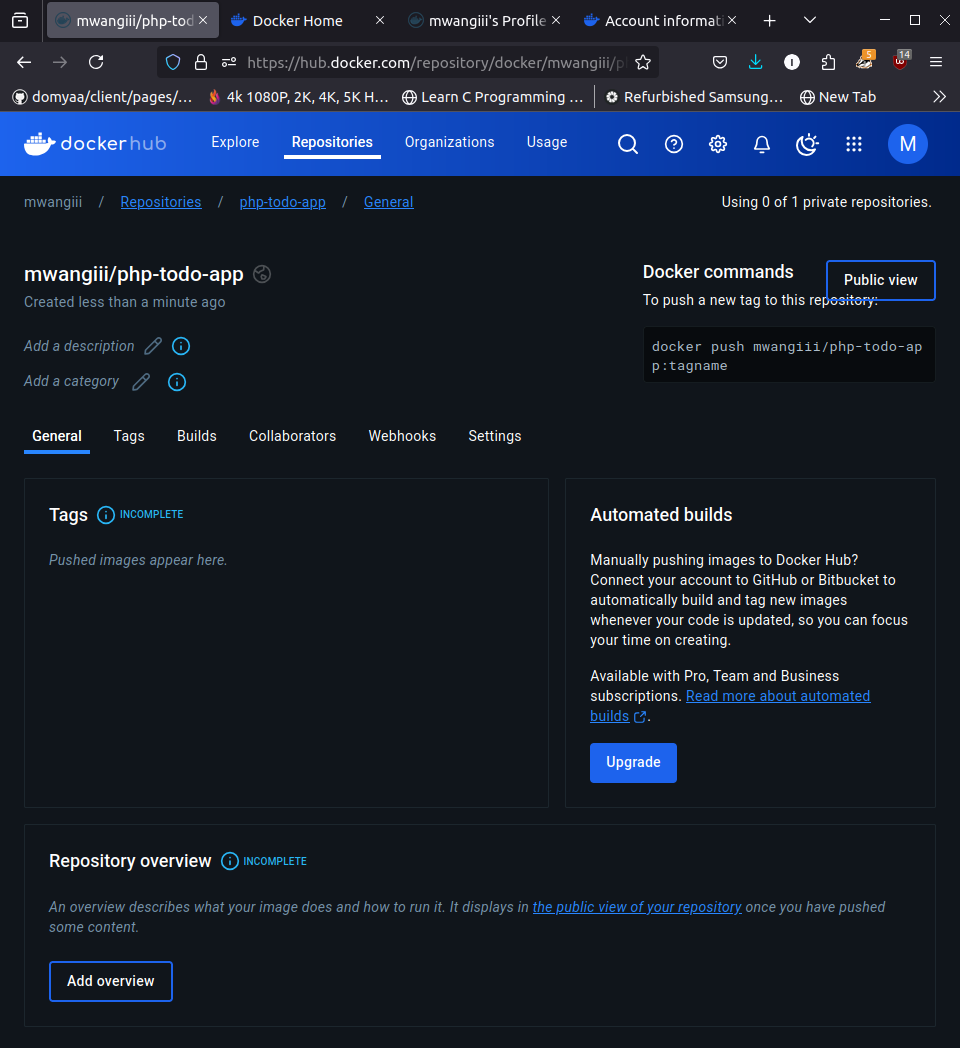 mwangiii/php-tod
Docker Home
mwangiii's Profile
Account informati
https://hub.docker.com/repository/docker/mwangiii/p
5
14
domyaa/client/pages/...
4k 1080P, 2K, 4K, 5K H...
Learn C Programming ...
Refurbished Samsung...
New Tab
dockerhub
Explore
Repositories
Organizations
Usage
M
mwangiii / Repositories / php-todo-app / General
Using 0 of 1 private repositories.
mwangiii/php-todo-app
Created less than a minute ago
Add a description
Add a category
Docker commands
Public view
To push a new tag to this repository:
docker push mwangiii/php-todo-ap
p:tagname
General
Tags
Builds
Collaborators
Webhooks
Settings
Tags
INCOMPLETE
Pushed images appear here.
Automated builds
Manually pushing images to Docker Hub?
Connect your account to GitHub or Bitbucket to
automatically build and tag new images
whenever your code is updated, so you can focus
your time on creating.
Available with Pro, Team and Business
subscriptions. Read more about automated
builds .
Upgrade
Repository overview
INCOMPLETE
An overview describes what your image does and how to run it. It displays in the public view of your repository once you have pushed
some content.
Add overview